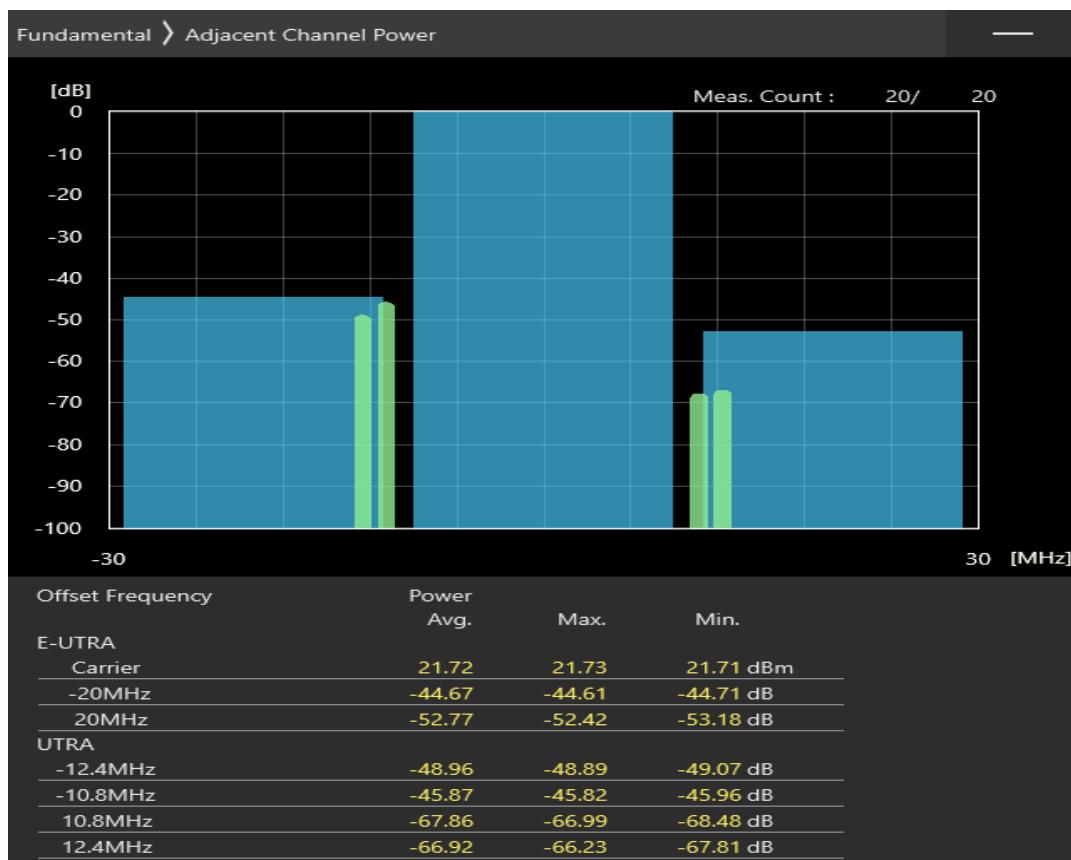 Fundamental ❯ Adjacent Channel Power
[dB]
Meas. Count : 20/ 20
0
-10
-20
-30
-40
-50
-60
-70
-80
-90
-100
-30 30 [MHz]
Offset Frequency Power
Avg. Max. Min.
E-UTRA
Carrier 21.72 21.73 21.71 dBm
-20MHz -44.67 -44.61 -44.71 dB
20MHz -52.77 -52.42 -53.18 dB
UTRA
-12.4MHz -48.96 -48.89 -49.07 dB
-10.8MHz -45.87 -45.82 -45.96 dB
10.8MHz -67.86 -66.99 -68.48 dB
12.4MHz -66.92 -66.23 -67.81 dB